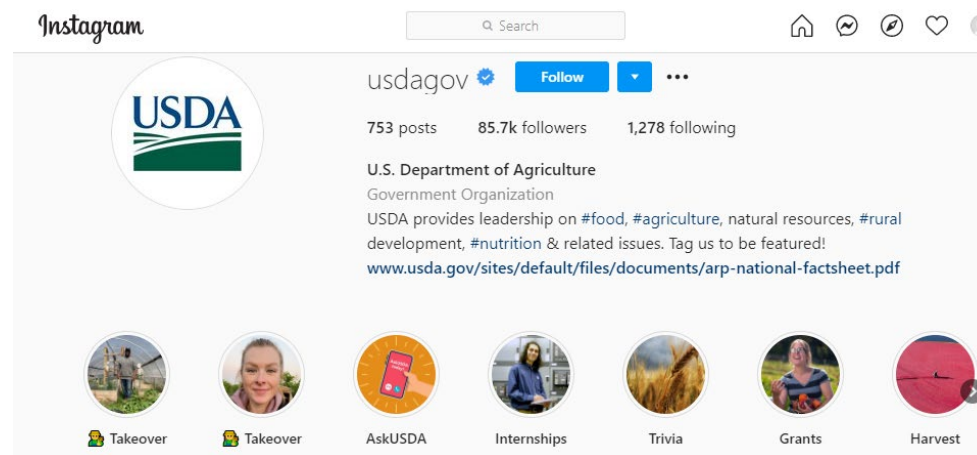 Instagram
Search
USDA
usdagov
Follow
753 posts 85.7k followers 1,278 following
U.S. Department of Agriculture
Government Organization
USDA provides leadership on #food, #agriculture, natural resources, #rural
development, #nutrition & related issues. Tag us to be featured!
www.usda.gov/sites/default/files/documents/arp-national-factsheet.pdf
Takeover Takeover AskUSDA Internships Trivia Grants Harvest